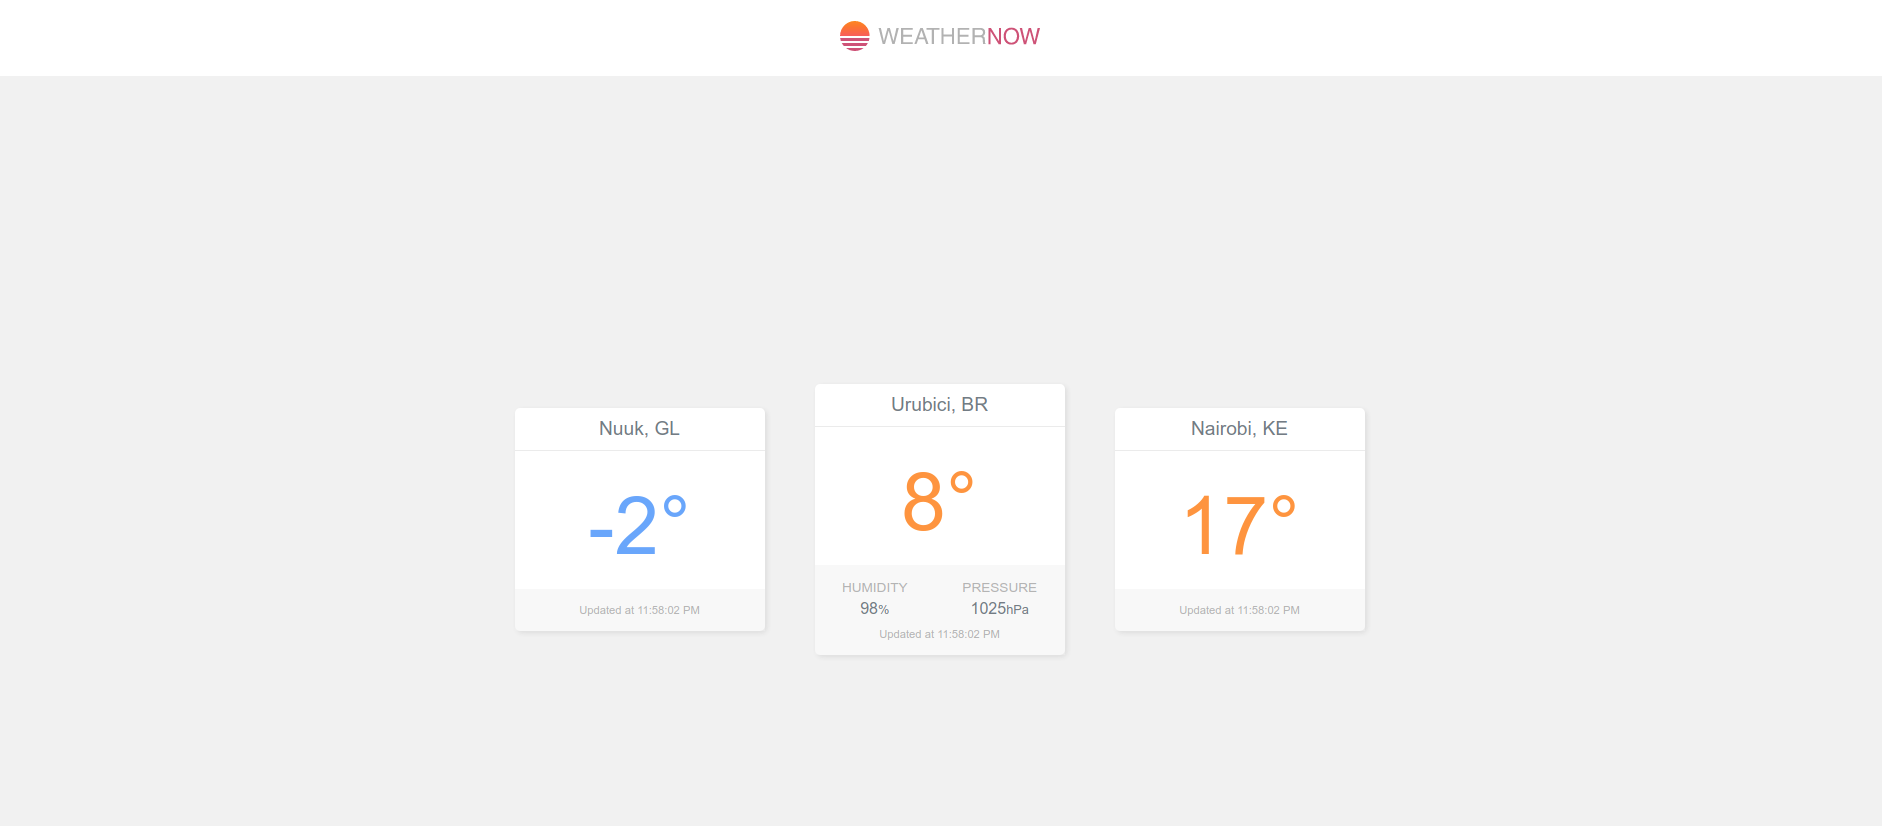 WEATHERNOW
Nuuk, GL
-2°
Updated at 11:58:02 PM
Urubici, BR
8°
HUMIDITY PRESSURE
98% 1025hPa
Updated at 11:58:02 PM
Nairobi, KE
17°
Updated at 11:58:02 PM